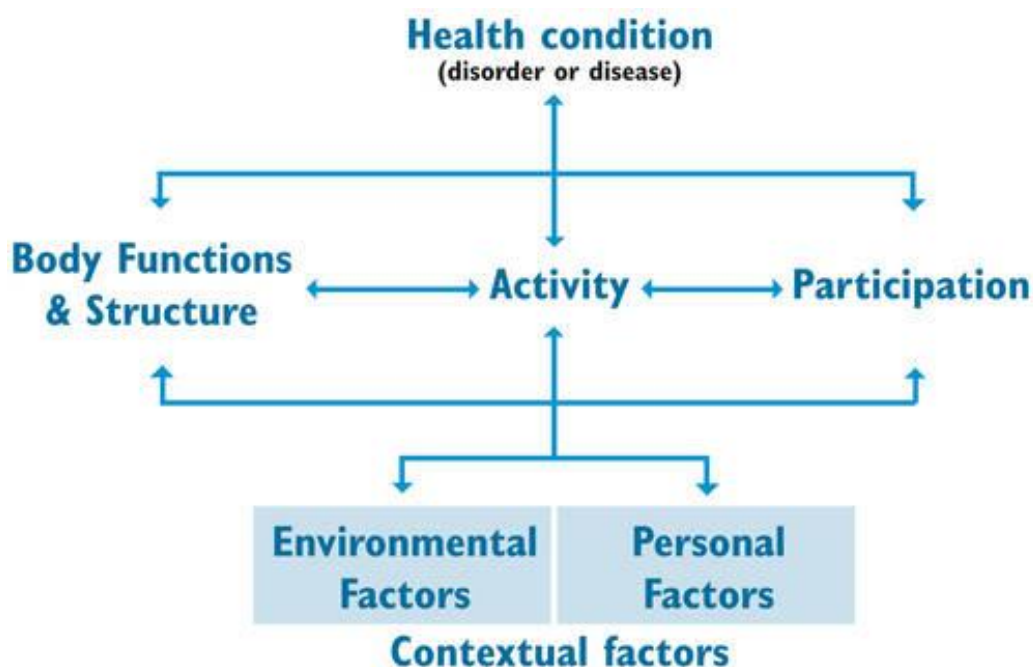 Health condition
(disorder or disease)
Body Functions
& Structure
Activity
Participation
Environmental
Factors
Personal
Factors
Contextual factors